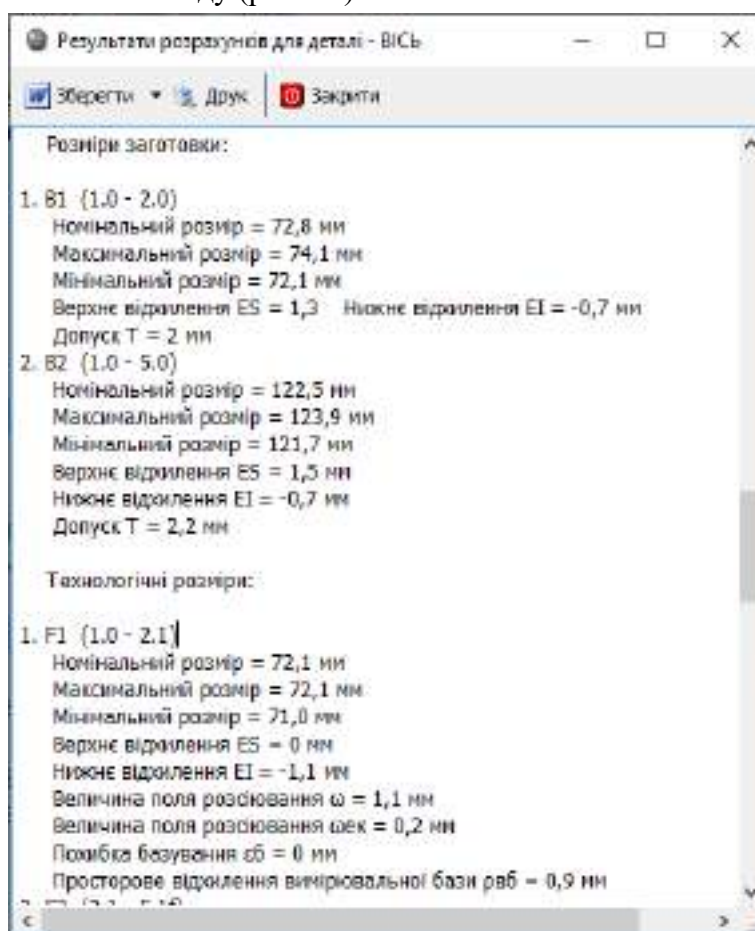 Результати розрахунків для деталі - ВІСЬ
Зберегти Друк Закрити
Розміри заготовки:
1. В1 (1.0 - 2.0)
Номінальний розмір = 72,8 мм
Максимальний розмір = 74,1 мм
Мінімальний розмір = 72,1 мм
Верхнє відхилення ES = 1,3 Нижнє відхилення EI = -0,7 мм
Допуск Т = 2 мм
2. В2 (1.0 - 5.0)
Номінальний розмір = 122,5 мм
Максимальний розмір = 123,9 мм
Мінімальний розмір = 121,7 мм
Верхнє відхилення ES = 1,5 мм
Нижнє відхилення EI = -0,7 мм
Допуск Т = 2,2 мм
Технологічні розміри:
1. F1 (1.0 - 2.1)
Номінальний розмір = 72,1 мм
Максимальний розмір = 72,1 мм
Мінімальний розмір = 71,0 мм
Верхнє відхилення ES = 0 мм
Нижнє відхилення EI = -1,1 мм
Величина поля розсіювання ω = 1,1 мм
Величина поля розсіювання ωек = 0,2 мм
Похибка базування εб = 0 мм
Просторове відхилення вимірювальної бази ρвб = 0,9 мм